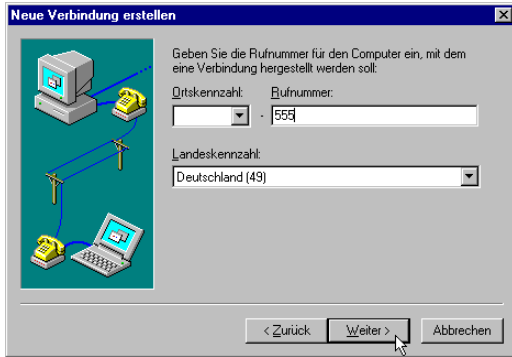 Neue Verbindung erstellen
Geben Sie die Rufnummer für den Computer ein, mit dem
eine Verbindung hergestellt werden soll:
Ortskennzahl: Rufnummer:
- 555
Landeskennzahl:
Deutschland (49)
< Zurück Weiter > Abbrechen